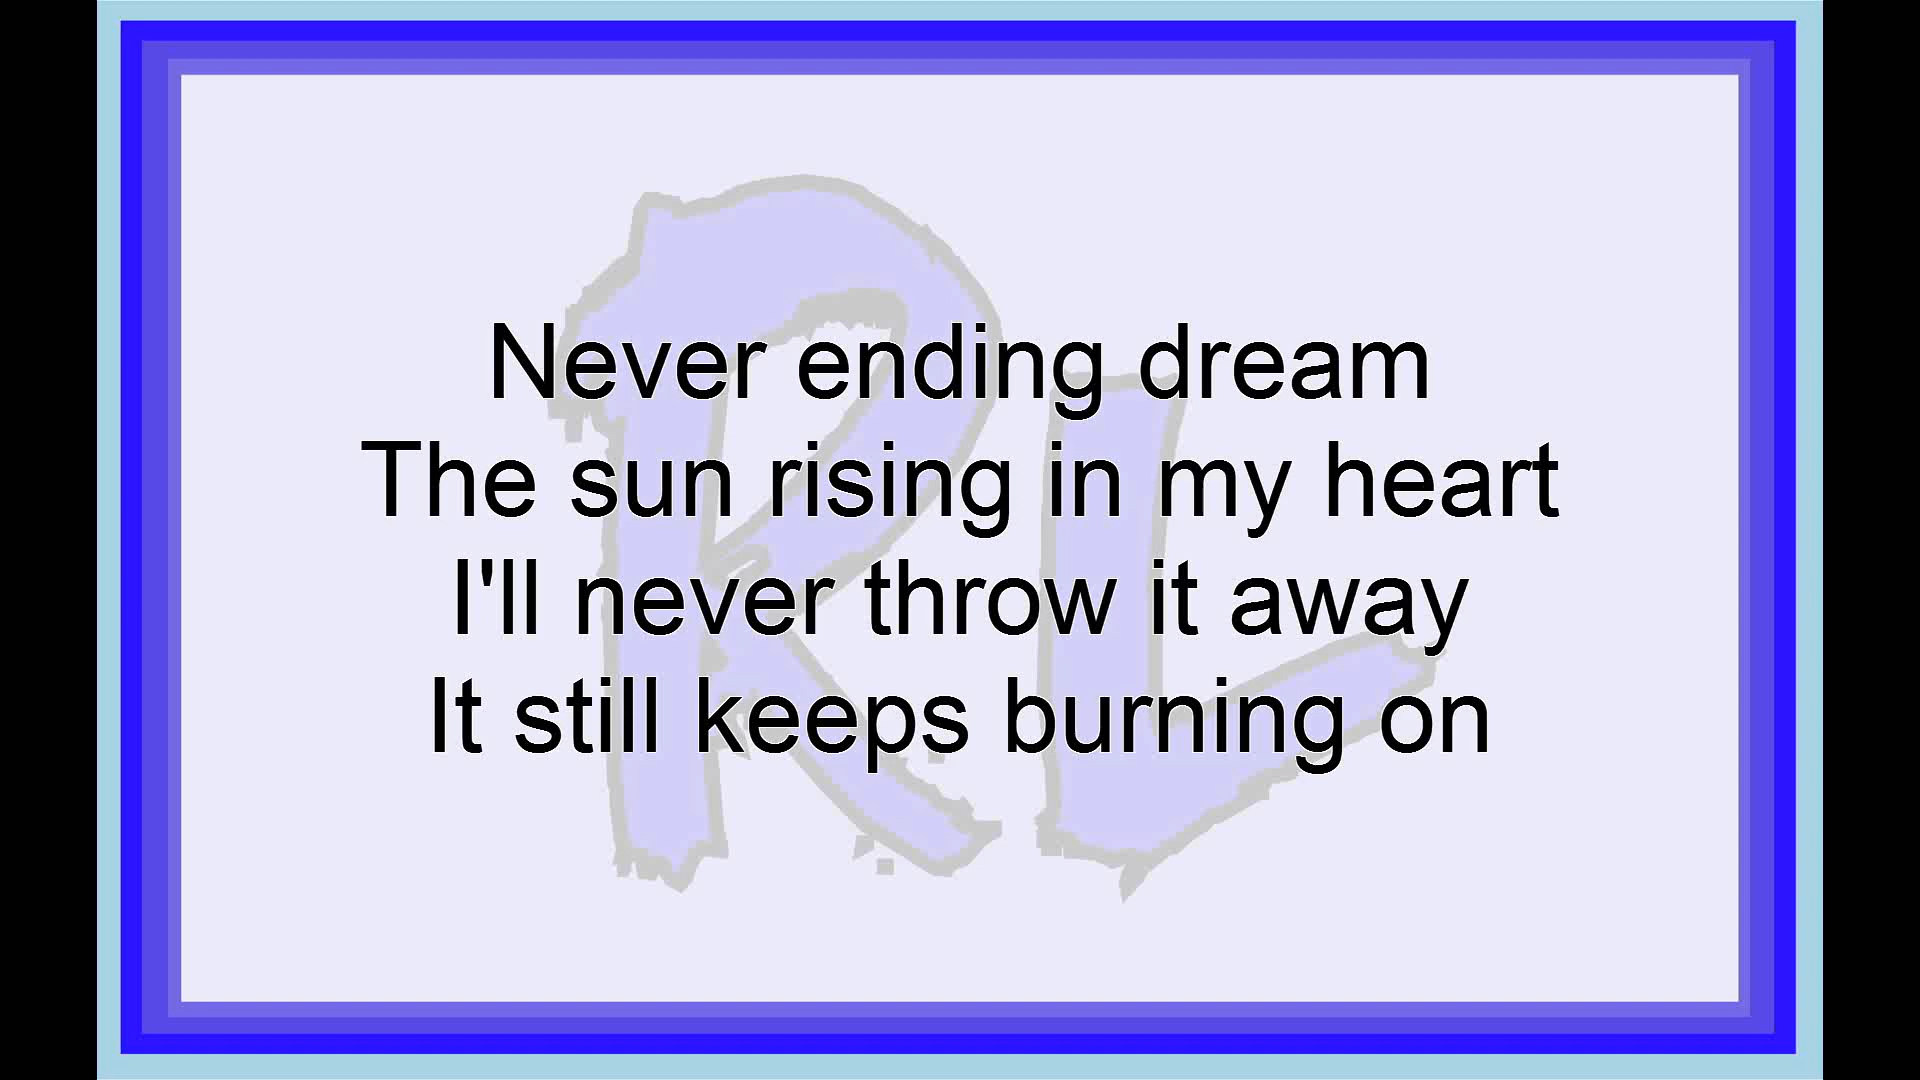 Never ending dream
The sun rising in my heart
I'll never throw it away
It still keeps burning on
RL